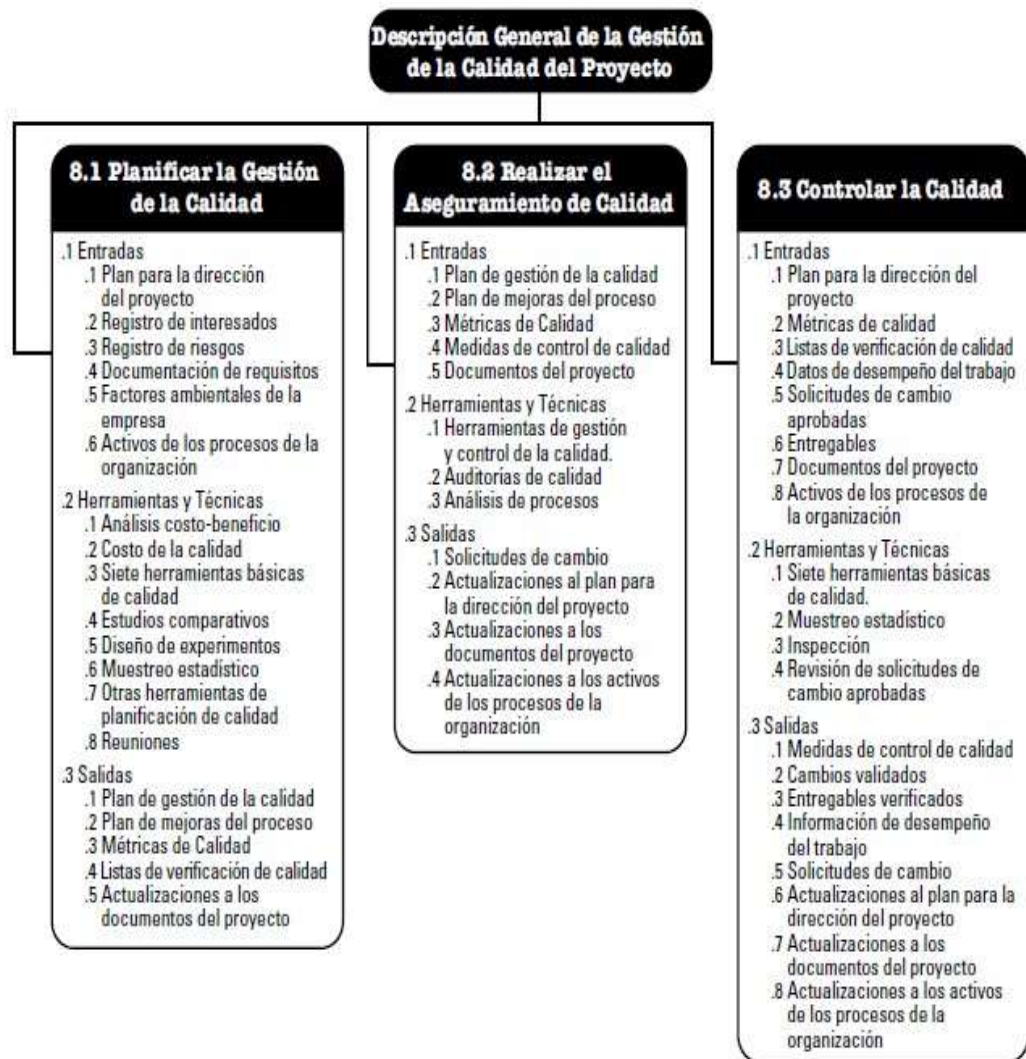 Descripción General de la Gestión
de la Calidad del Proyecto
8.1 Planificar la Gestión
de la Calidad
.1 Entradas
.1 Plan para la dirección
del proyecto
.2 Registro de interesados
.3 Registro de riesgos
.4 Documentación de requisitos
.5 Factores ambientales de la
empresa
.6 Activos de los procesos de la
organización
.2 Herramientas y Técnicas
.1 Análisis costo-beneficio
.2 Costo de la calidad
.3 Siete herramientas básicas
de calidad
.4 Estudios comparativos
.5 Diseño de experimentos
.6 Muestreo estadístico
.7 Otras herramientas de
planificación de calidad
.8 Reuniones
.3 Salidas
.1 Plan de gestión de la calidad
.2 Plan de mejoras del proceso
.3 Métricas de Calidad
.4 Listas de verificación de calidad
.5 Actualizaciones a los
documentos del proyecto
8.2 Realizar el
Aseguramiento de Calidad
.1 Entradas
.1 Plan de gestión de la calidad
.2 Plan de mejoras del proceso
.3 Métricas de Calidad
.4 Medidas de control de calidad
.5 Documentos del proyecto
.2 Herramientas y Técnicas
.1 Herramientas de gestión
y control de la calidad.
.2 Auditorías de calidad
.3 Análisis de procesos
.3 Salidas
.1 Solicitudes de cambio
.2 Actualizaciones al plan para
la dirección del proyecto
.3 Actualizaciones a los
documentos del proyecto
.4 Actualizaciones a los activos
de los procesos de la
organización
8.3 Controlar la Calidad
.1 Entradas
.1 Plan para la dirección del
proyecto
.2 Métricas de calidad
.3 Listas de verificación de calidad
.4 Datos de desempeño del trabajo
.5 Solicitudes de cambio
aprobadas
.6 Entregables
.7 Documentos del proyecto
.8 Activos de los procesos de
la organización
.2 Herramientas y Técnicas
.1 Siete herramientas básicas
de calidad.
.2 Muestreo estadístico
.3 Inspección
.4 Revisión de solicitudes de
cambio aprobadas
.3 Salidas
.1 Medidas de control de calidad
.2 Cambios validados
.3 Entregables verificados
.4 Información de desempeño
del trabajo
.5 Solicitudes de cambio
.6 Actualizaciones al plan para la
dirección del proyecto
.7 Actualizaciones a los
documentos del proyecto
.8 Actualizaciones a los activos
de los procesos de la
organización